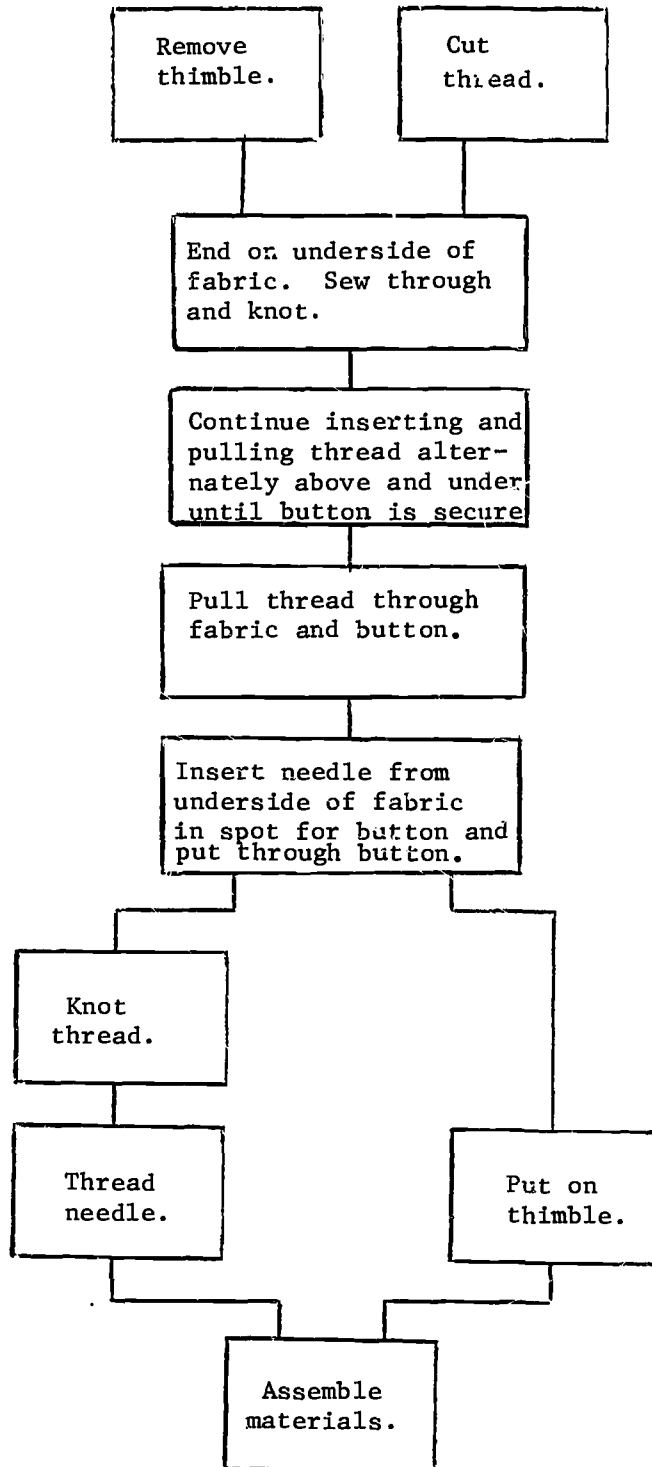 Remove
thimble.
Cut
thread.
End on underside of
fabric. Sew through
and knot.
Continue inserting and
pulling thread alter-
nately above and under
until button is secure
Pull thread through
fabric and button.
Insert needle from
underside of fabric
in spot for button and
put through button.
Knot
thread.
Thread
needle.
Put on
thimble.
Assemble
materials.